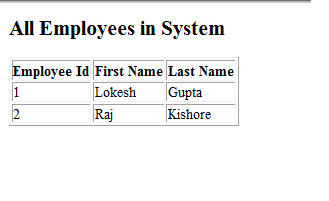 All Employees in System
Employee Id First Name Last Name
1 Lokesh Gupta
2 Raj Kishore